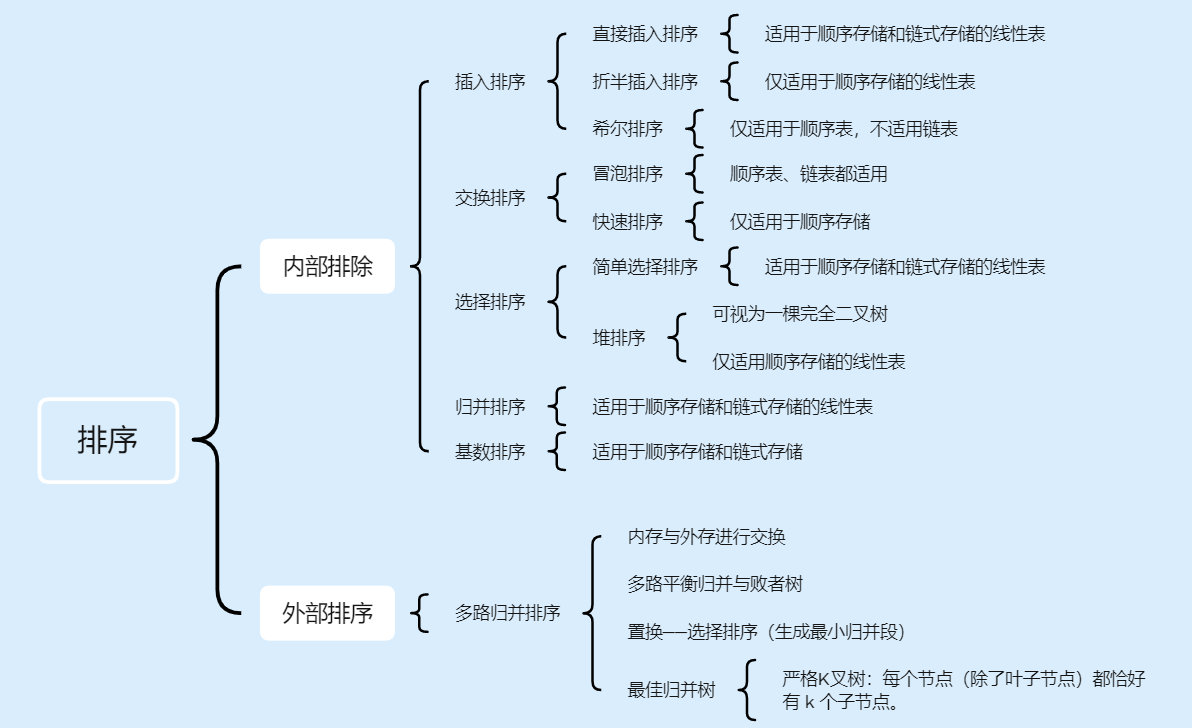 排序
内部排除
插入排序
直接插入排序
适用于顺序存储和链式存储的线性表
折半插入排序
仅适用于顺序存储的线性表
希尔排序
仅适用于顺序表，不适用链表
交换排序
冒泡排序
顺序表、链表都适用
快速排序
仅适用于顺序存储
选择排序
简单选择排序
适用于顺序存储和链式存储的线性表
堆排序
可视为一棵完全二叉树
仅适用顺序存储的线性表
归并排序
适用于顺序存储和链式存储的线性表
基数排序
适用于顺序存储和链式存储
外部排序
多路归并排序
内存与外存进行交换
多路平衡归并与败者树
置换——选择排序（生成最小归并段）
最佳归并树
严格K叉树：每个节点（除了叶子节点）都恰好
有 k 个子节点。